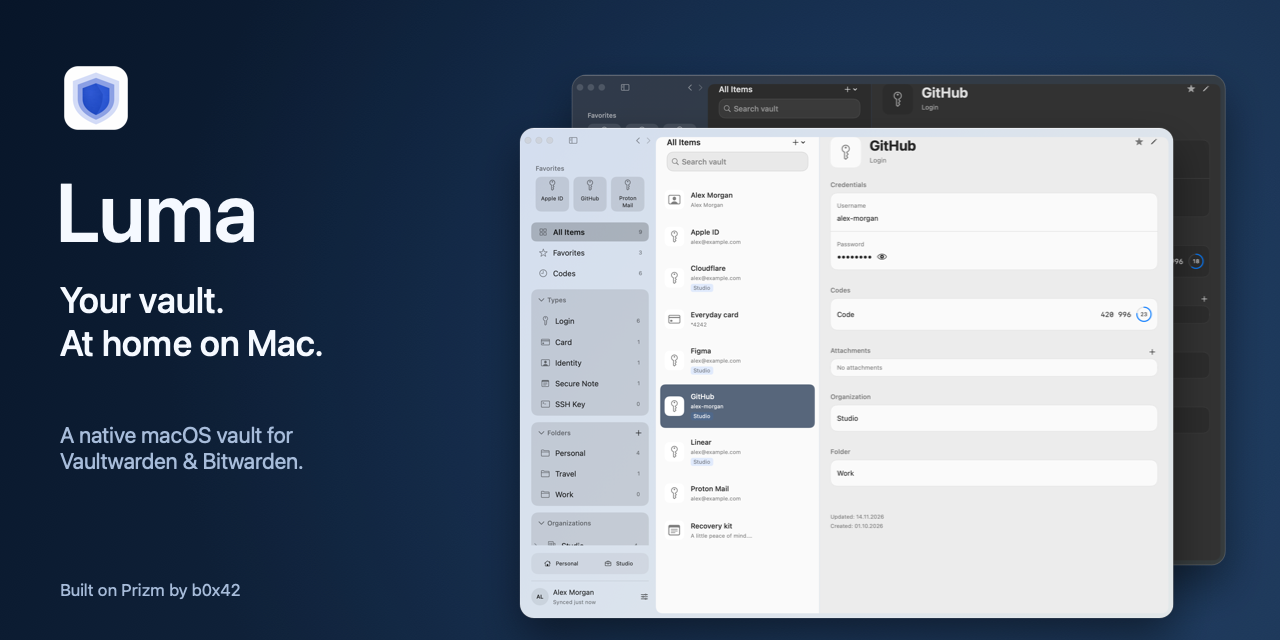 Luma
Your vault.
At home on Mac.
A native macOS vault for
Vaultwarden & Bitwarden.
Built on Prizm by b0x42
Favorites
All Items
Search vault
GitHub
Login
96
18
Favorites
Apple ID
GitHub
Proton
Mail
All Items 9
Favorites 3
Codes 6
Types
Login 6
Card 1
Identity 1
Secure Note 1
SSH Key 0
Folders +
Personal 4
Travel 1
Work 0
Organizations
Studio
Personal
Studio
AL
Alex Morgan
Synced just now
All Items
Search vault
Alex Morgan
Alex Morgan
Apple ID
alex@example.com
Cloudflare
alex@example.com
Studio
Everyday card
*4242
Figma
alex@example.com
Studio
GitHub
alex-morgan
Studio
Linear
alex@example.com
Studio
Proton Mail
alex@example.com
Recovery kit
A little peace of mind...
GitHub
Login
Credentials
Username
alex-morgan
Password
••••••••
Codes
Code 420 996 23
Attachments +
No attachments
Organization
Studio
Folder
Work
Updated: 14.11.2026
Created: 01.10.2026